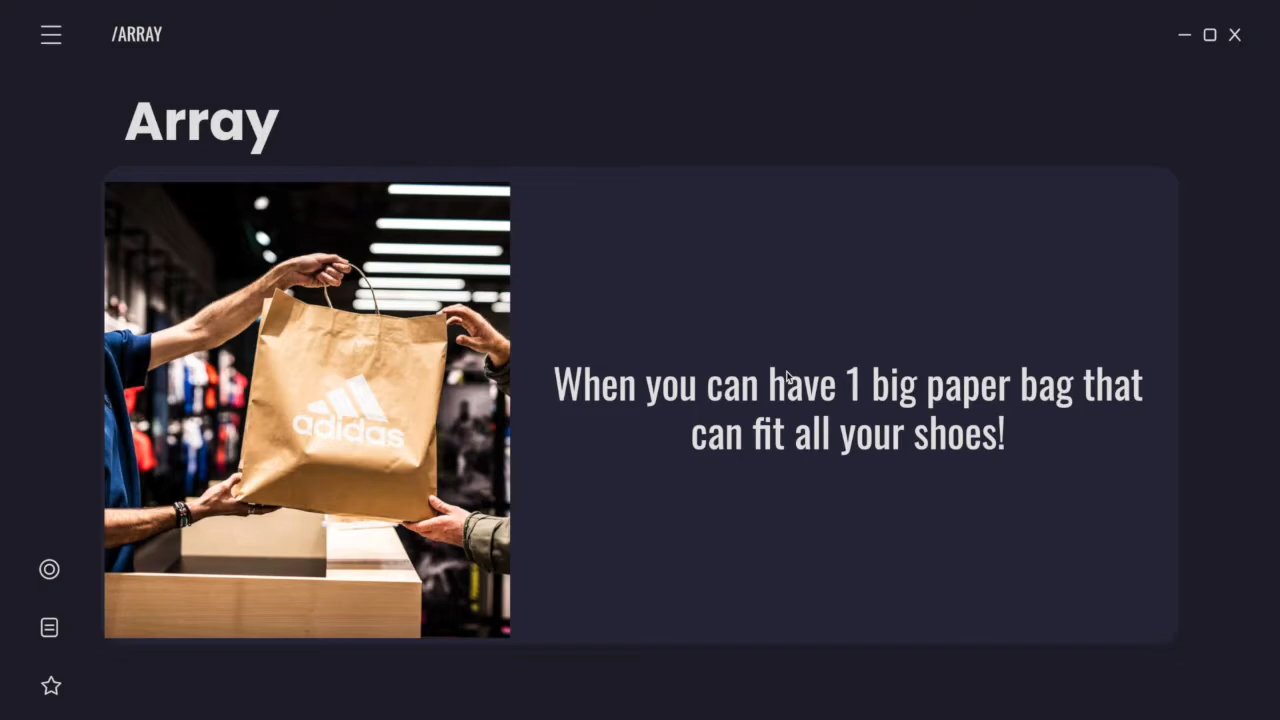 /ARRAY
Array
adidas
When you can have 1 big paper bag that
can fit all your shoes!